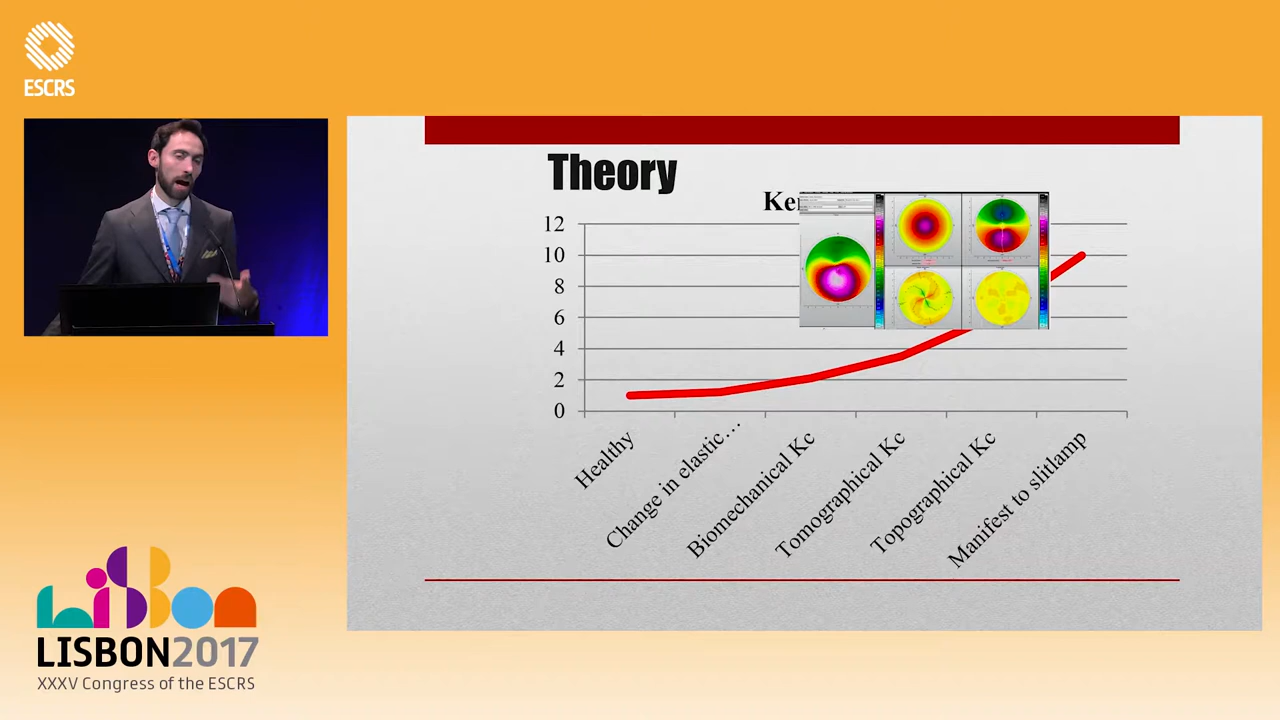 ESCRS
Theory
12
10
8
6
4
2
0
Healthy
Change in elastic…
Biomechanical Kc
Tomographical Kc
Topographical Kc
Manifest to slitlamp
LISBON
LISBON2017
XXXV Congress of the ESCRS